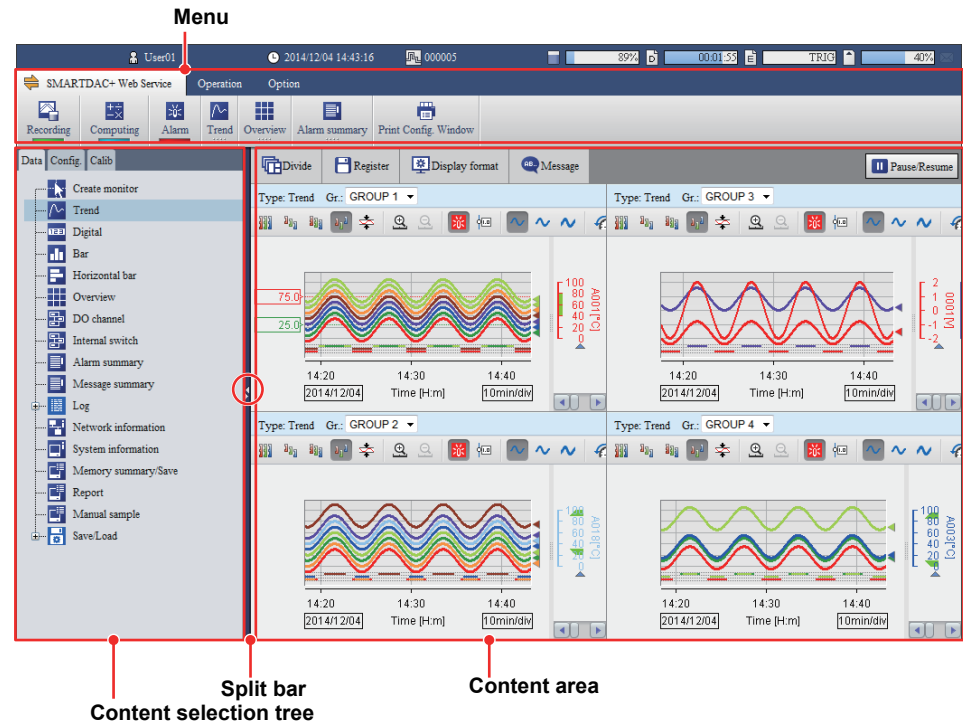 Menu
User01 2014/12/04 14:43:16 000005 89% D 00:01:55 E TRIG 40%
SMARTDAC+ Web Service Operation Option
Recording Computing Alarm Trend Overview Alarm summary Print Config. Window
Data Config. Calib
Create monitor
Trend
Digital
Bar
Horizontal bar
Overview
DO channel
Internal switch
Alarm summary
Message summary
Log
Network information
System information
Memory summary/Save
Report
Manual sample
Save/Load
Divide Register Display format Message Pause/Resume
Type: Trend Gr.: GROUP 1
75.0
25.0
100
80
60
40
20
0
A001[°C]
14:20 14:30 14:40
2014/12/04 Time [H:m] 10min/div
Type: Trend Gr.: GROUP 3
2
1
0
-1
-2
0001[M]
14:20 14:30 14:40
2014/12/04 Time [H:m] 10min/div
Type: Trend Gr.: GROUP 2
100
80
60
40
20
0
A018[°C]
14:20 14:30 14:40
2014/12/04 Time [H:m] 10min/div
Type: Trend Gr.: GROUP 4
100
80
60
40
20
0
A003[°C]
14:20 14:30 14:40
2014/12/04 Time [H:m] 10min/div
Content selection tree
Split bar
Content area